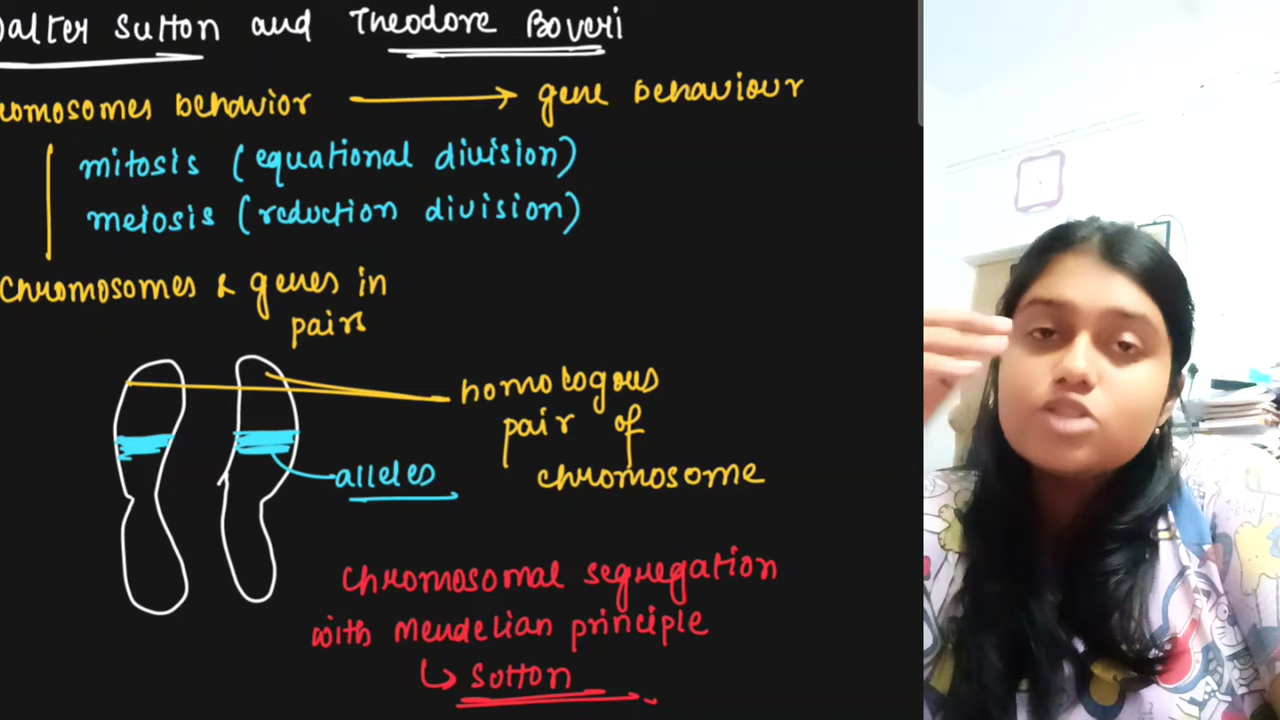 alter Sutton and Theodore Boveri
omosomes behavior → gene behaviour
mitosis (equational division)
meiosis (reduction division)
Chromosomes & genes in
pairs
homologous
pair of
chromosome
alleles
Chromosomal segregation
with Mendelian principle
↳ Sutton